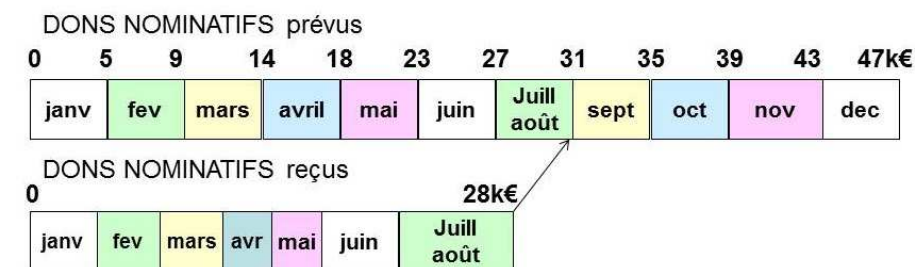 DONS NOMINATIFS prévus
0 5 9 14 18 23 27 31 35 39 43 47k€
janv fev mars avril mai juin Juill août sept oct nov dec
DONS NOMINATIFS reçus
0 28k€
janv fev mars avr mai juin Juill août